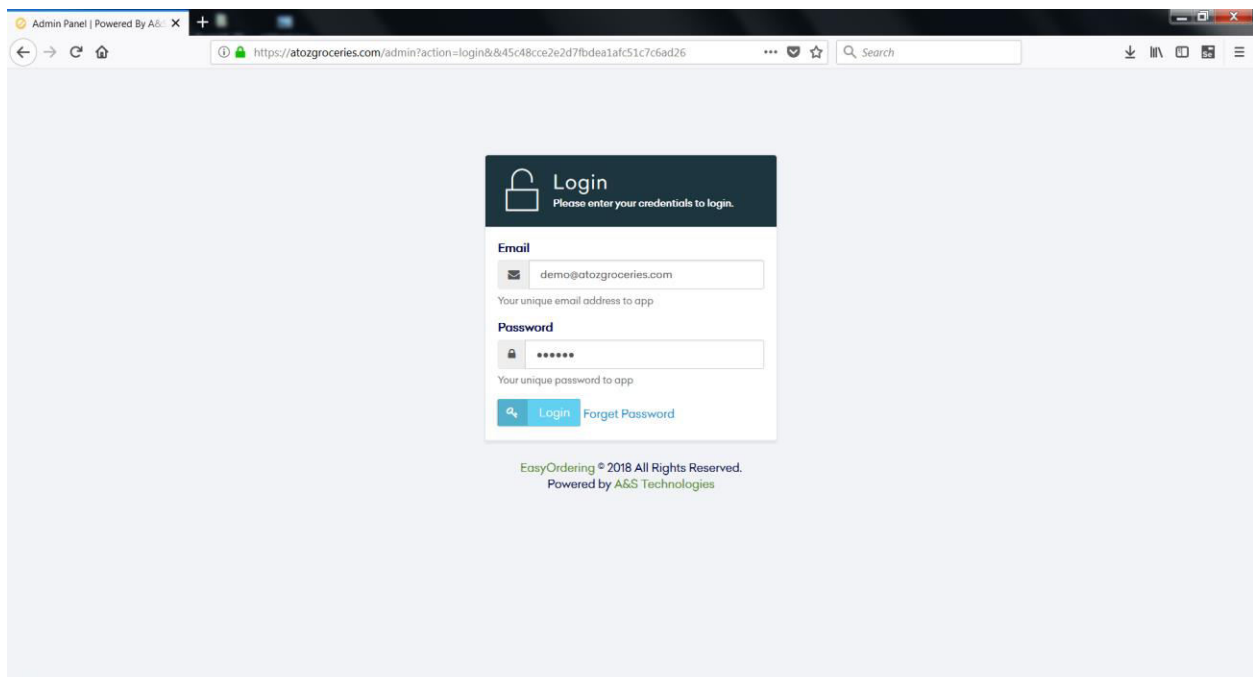 Admin Panel | Powered By A&S
https://atozgroceries.com/admin?action=login&&45c48cce2e2d7fbdea1afc51c7c6ad26
Search
Login
Please enter your credentials to login.
Email
demo@atozgroceries.com
Your unique email address to app
Password
Your unique password to app
Login Forget Password
EasyOrdering © 2018 All Rights Reserved.
Powered by A&S Technologies